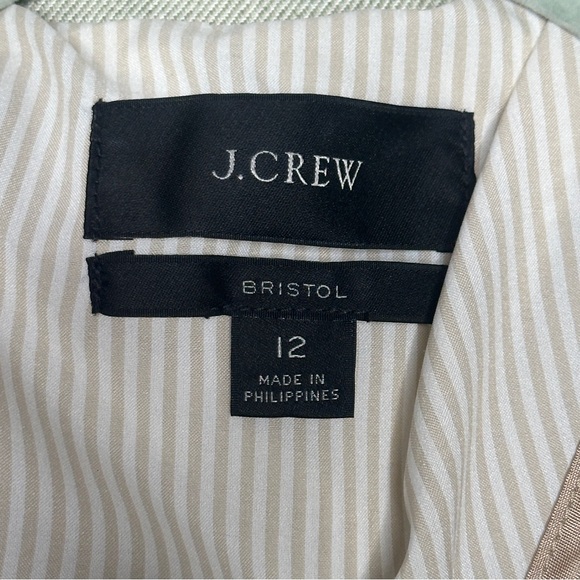 J.CREW
BRISTOL
12
MADE IN
PHILIPPINES